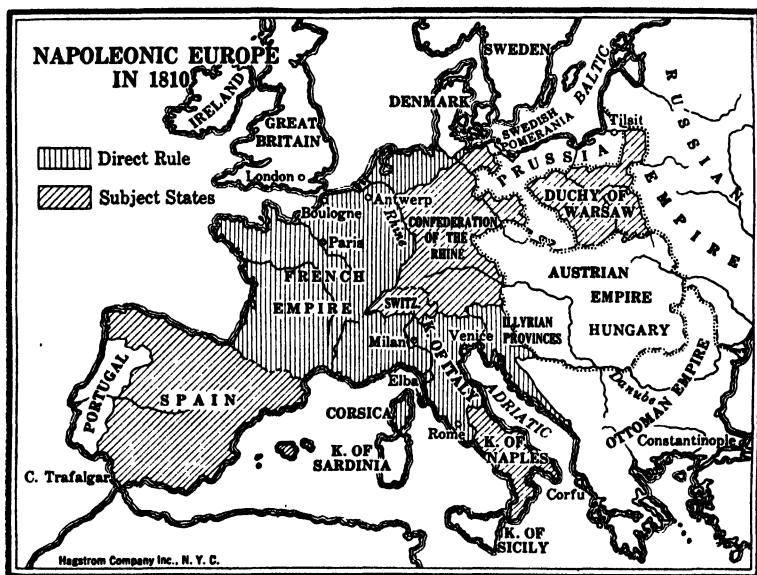 NAPOLEONIC EUROPE
IN 1810
Direct Rule
Subject States
IRELAND
GREAT
BRITAIN
London
SWEDEN
DENMARK
BALTIC
SWEDISH
POMERANIA
Tilsit
PRUSSIA
RUSSIAN
EMPIRE
DUCHY OF
WARSAW
Boulogne
Antwerp
Rhine
Paris
CONFEDERATION
OF THE
RHINE
FRENCH
EMPIRE
SWITZ.
AUSTRIAN
EMPIRE
HUNGARY
Milan
K. OF ITALY
Venice
ILLYRIAN
PROVINCES
PORTUGAL
SPAIN
Elba
CORSICA
ADRIATIC
Danube
OTTOMAN EMPIRE
Constantinople
Rome
K. OF
SARDINIA
K. OF
NAPLES
C. Trafalgar
Corfu
K. OF
SICILY
Hagstrom Company Inc., N. Y. C.